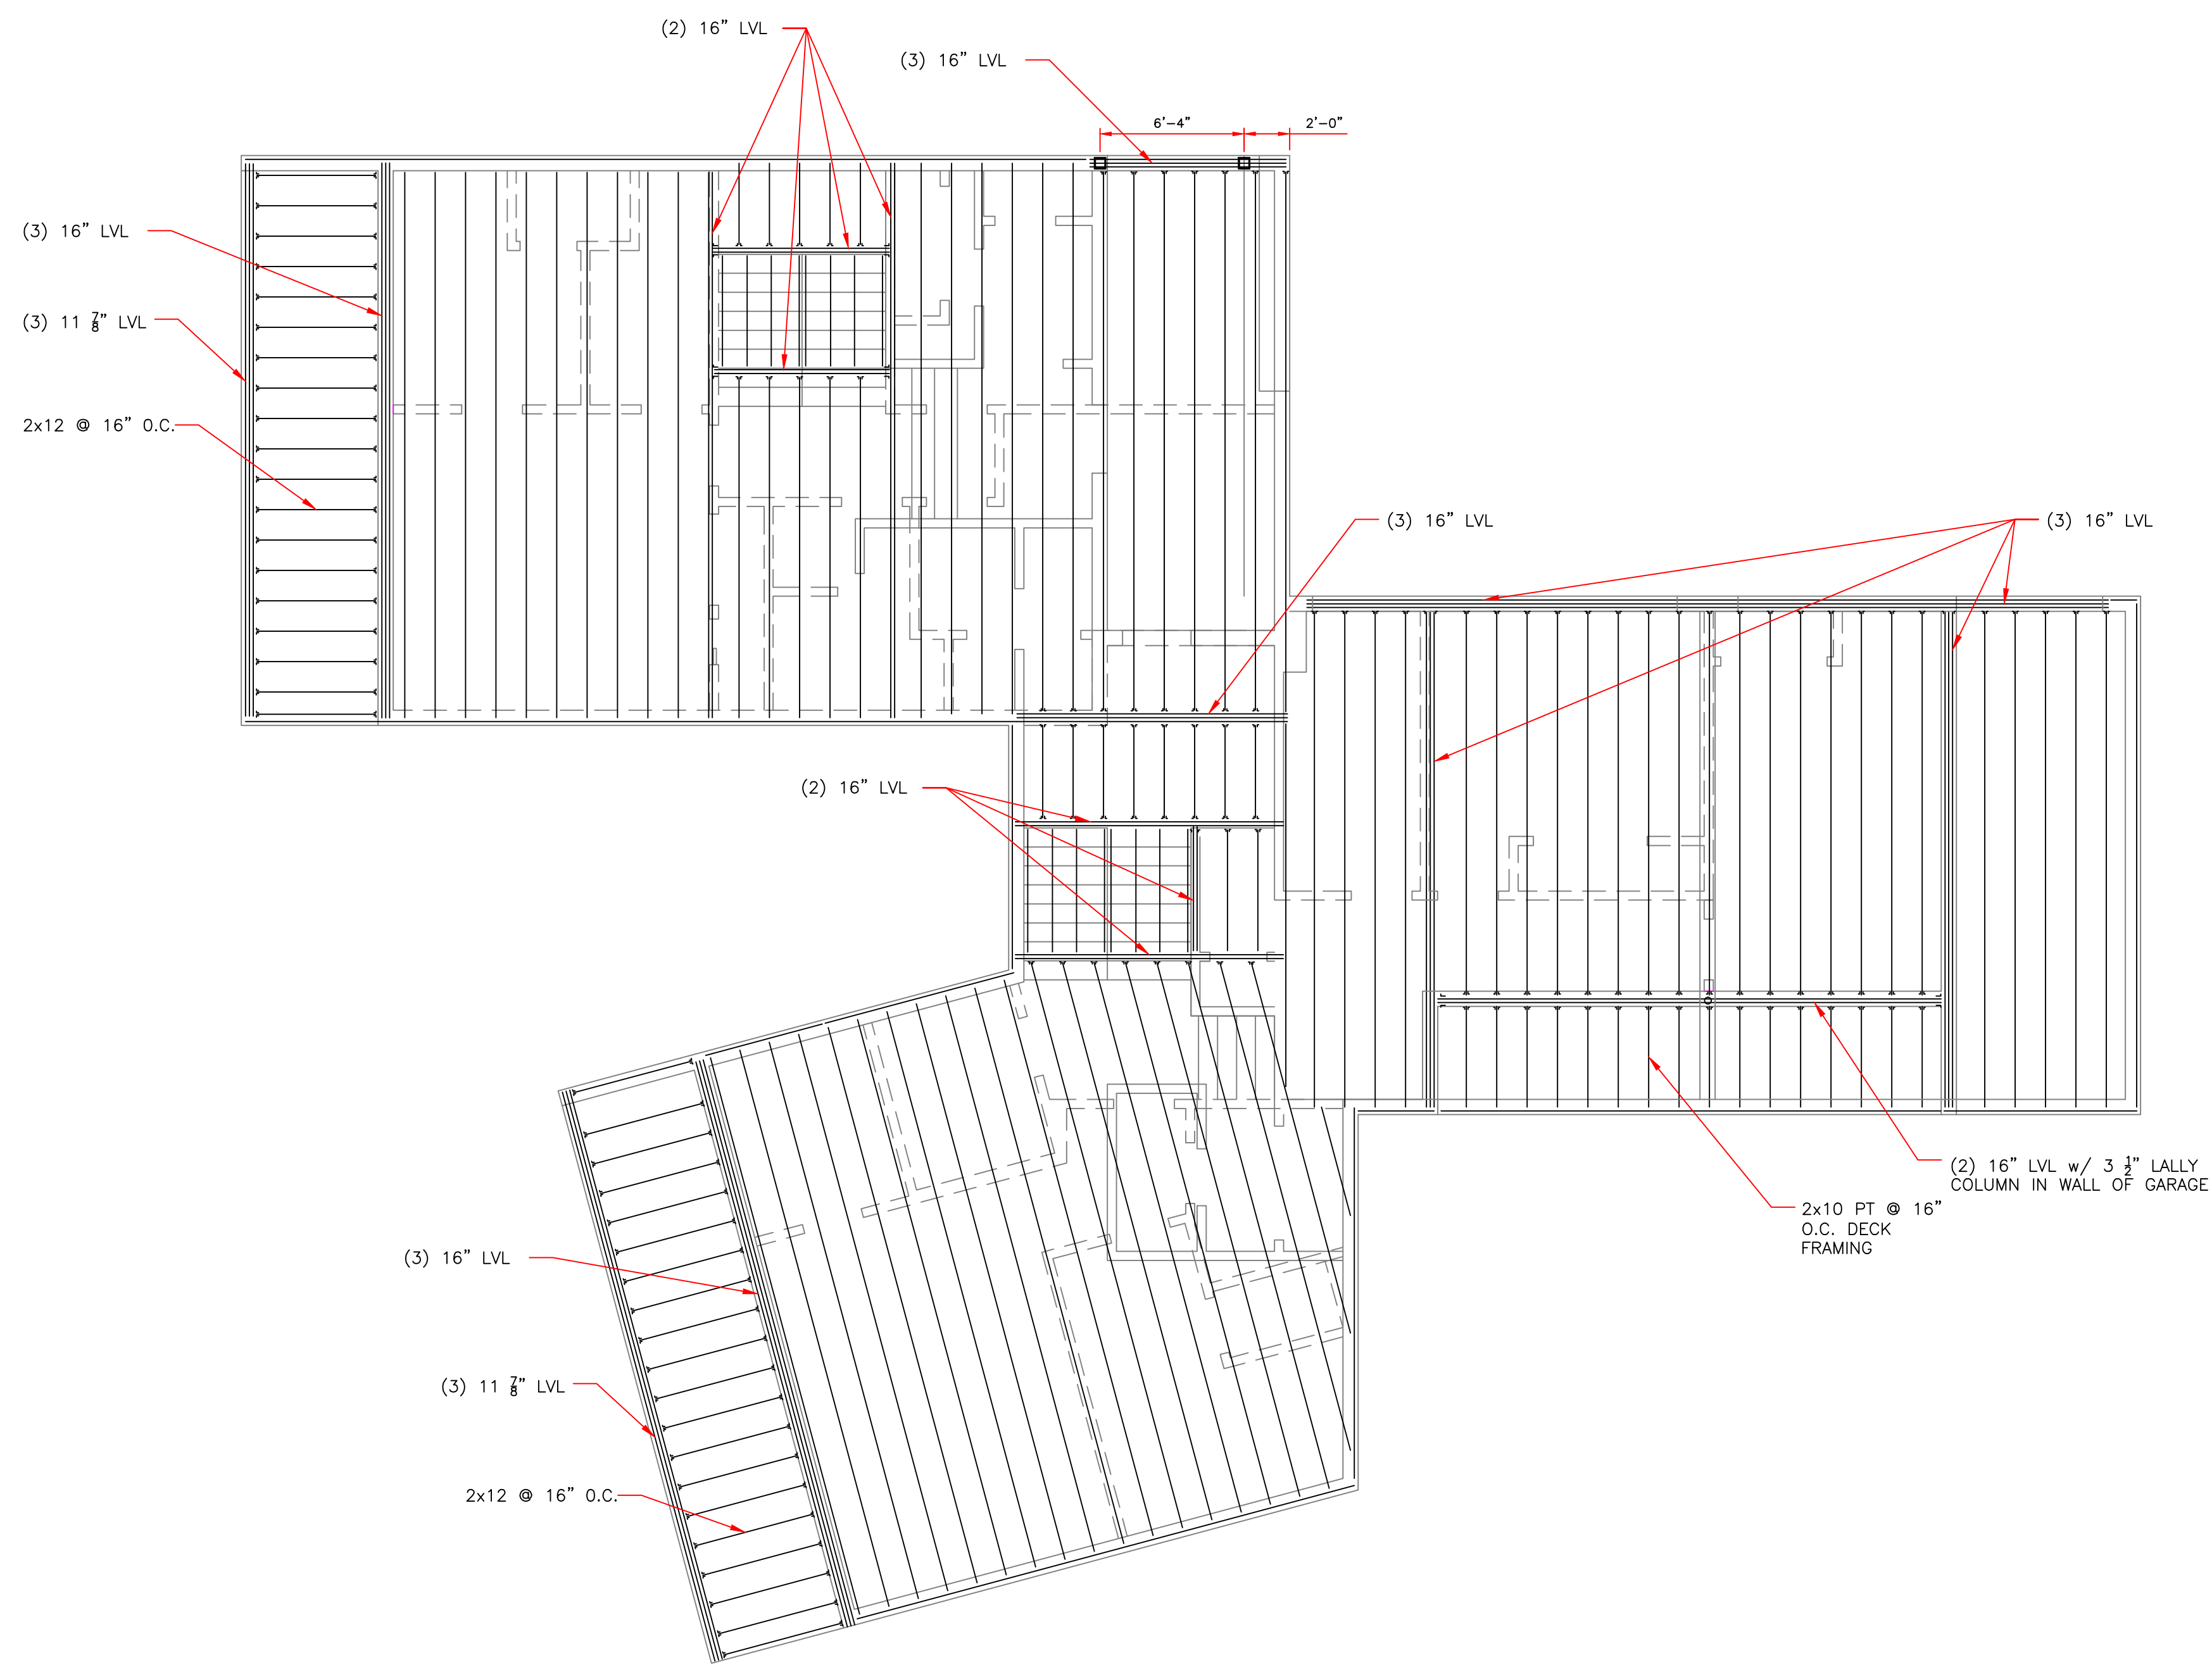 (2) 16” LVL
(3) 16” LVL
6’–4”
2’–0”
(3) 16” LVL
(3) 11 7/8” LVL
2x12 @ 16” O.C.
(3) 16” LVL
(3) 16” LVL
(2) 16” LVL
(2) 16” LVL w/ 3 1/2” LALLY
COLUMN IN WALL OF GARAGE
2x10 PT @ 16”
O.C. DECK
FRAMING
(3) 16” LVL
(3) 11 7/8” LVL
2x12 @ 16” O.C.